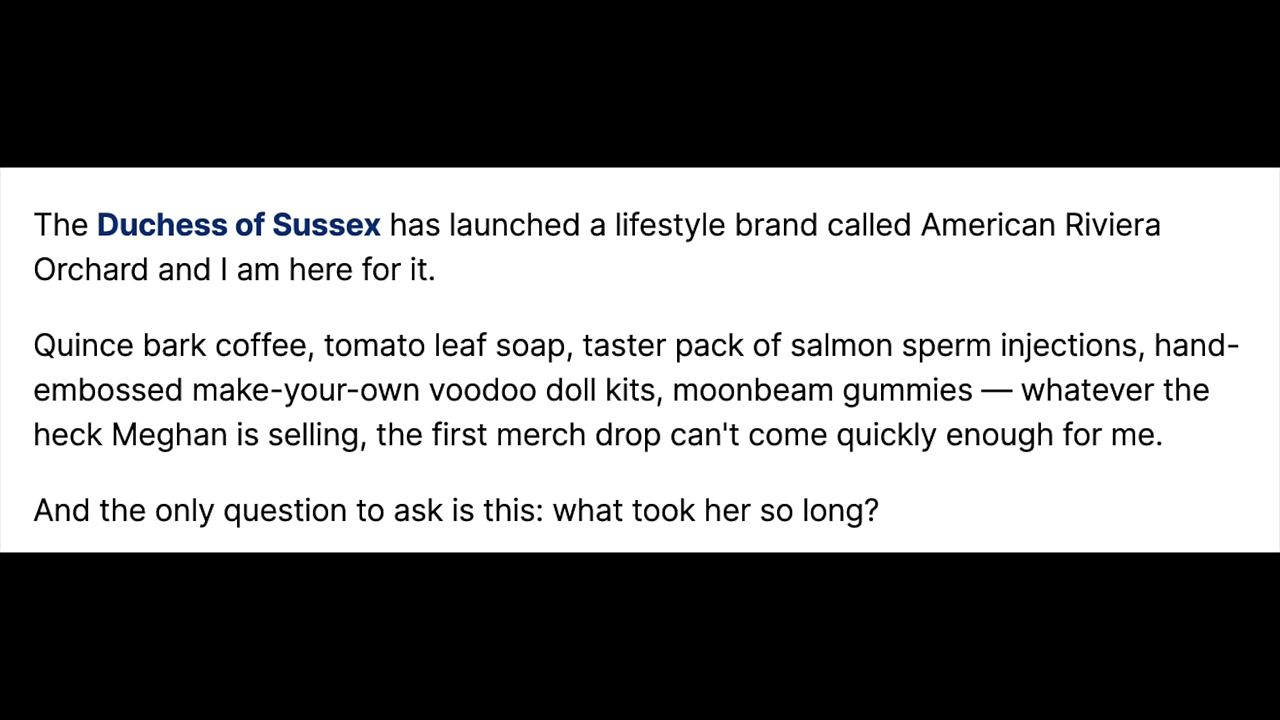 The Duchess of Sussex has launched a lifestyle brand called American Riviera
Orchard and I am here for it.
Quince bark coffee, tomato leaf soap, taster pack of salmon sperm injections, hand-
embossed make-your-own voodoo doll kits, moonbeam gummies — whatever the
heck Meghan is selling, the first merch drop can't come quickly enough for me.
And the only question to ask is this: what took her so long?